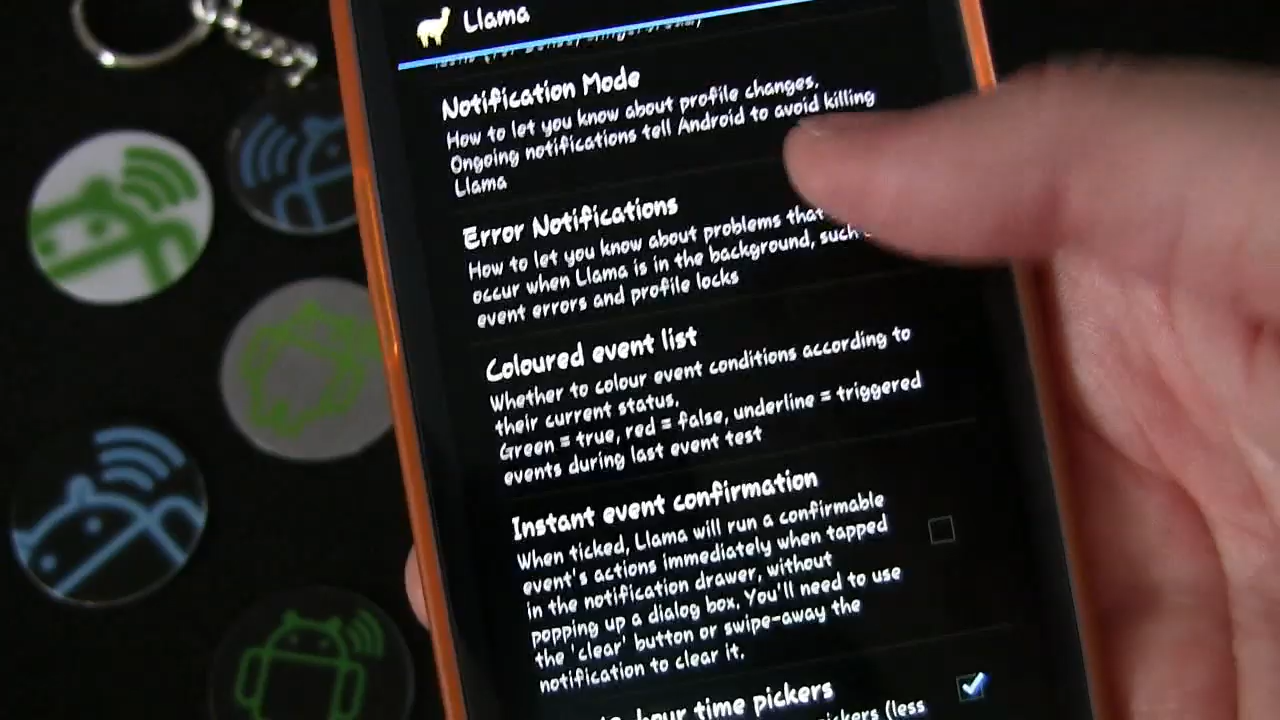 Llama
Notification Mode
How to let you know about profile changes.
Ongoing notifications tell Android to avoid killing
Llama
Error Notifications
How to let you know about problems that
occur when Llama is in the background, such
event errors and profile locks
Coloured event list
Whether to colour event conditions according to
their current status.
Green = true, red = false, underline = triggered
events during last event test
Instant event confirmation
When ticked, Llama will run a confirmable
event's actions immediately when tapped
in the notification drawer, without
popping up a dialog box. You'll need to use
the 'clear' button or swipe-away the
notification to clear it.
hour time pickers
pickers (less